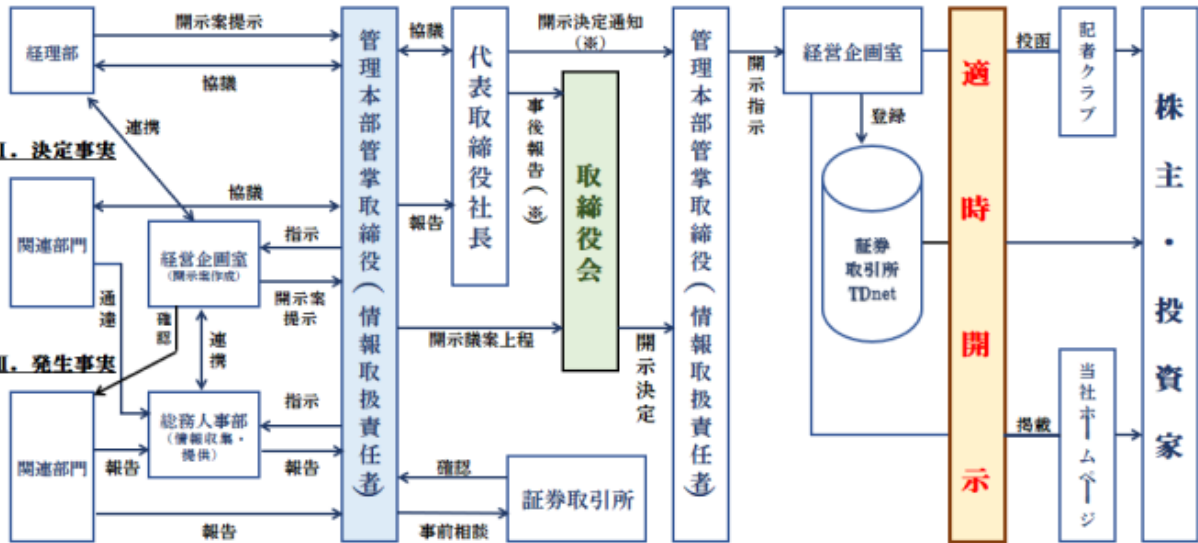 経理部
開示案提示
協議
連携
Ⅰ. 決定事実
関連部門
協議
経営企画室
(開示案作成)
指示
開示案
提示
通達
確認
連携
Ⅱ. 発生事実
関連部門
総務人事部
(情報収集・
提供)
指示
報告
報告
報告
管理本部管掌取締役(情報取扱責任者)
協議
報告
代表取締役社長
開示決定通知
(※)
事後報告(※)
取締役会
開示議案上程
開示決定
確認
事前相談
証券取引所
管理本部管掌取締役(情報取扱責任者)
開示指示
経営企画室
登録
証券
取引所
TDnet
適時開示
投函
記者クラブ
掲載
当社ホームページ
株主・投資家